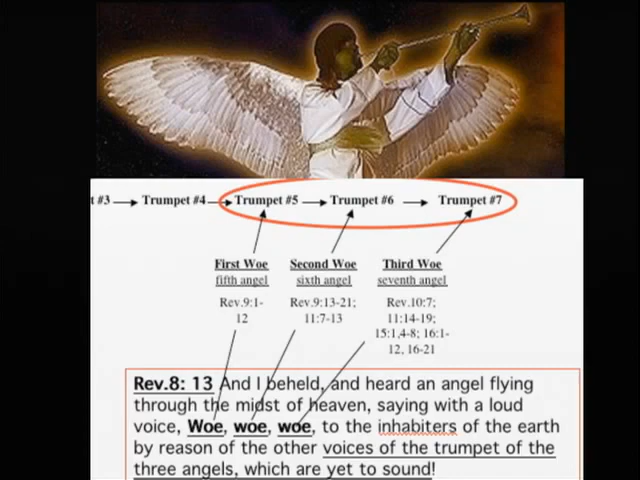 t #3 Trumpet #4 Trumpet #5 Trumpet #6 Trumpet #7
First Woe Second Woe Third Woe
fifth angel sixth angel seventh angel
Rev.9:1- Rev.9:13-21; Rev.10:7;
12 11:7-13 11:14-19;
15:1,4-8; 16:1-
12, 16-21
Rev.8: 13 And I beheld, and heard an angel flying
through the midst of heaven, saying with a loud
voice, Woe, woe, woe, to the inhabiters of the earth
by reason of the other voices of the trumpet of the
three angels, which are yet to sound!